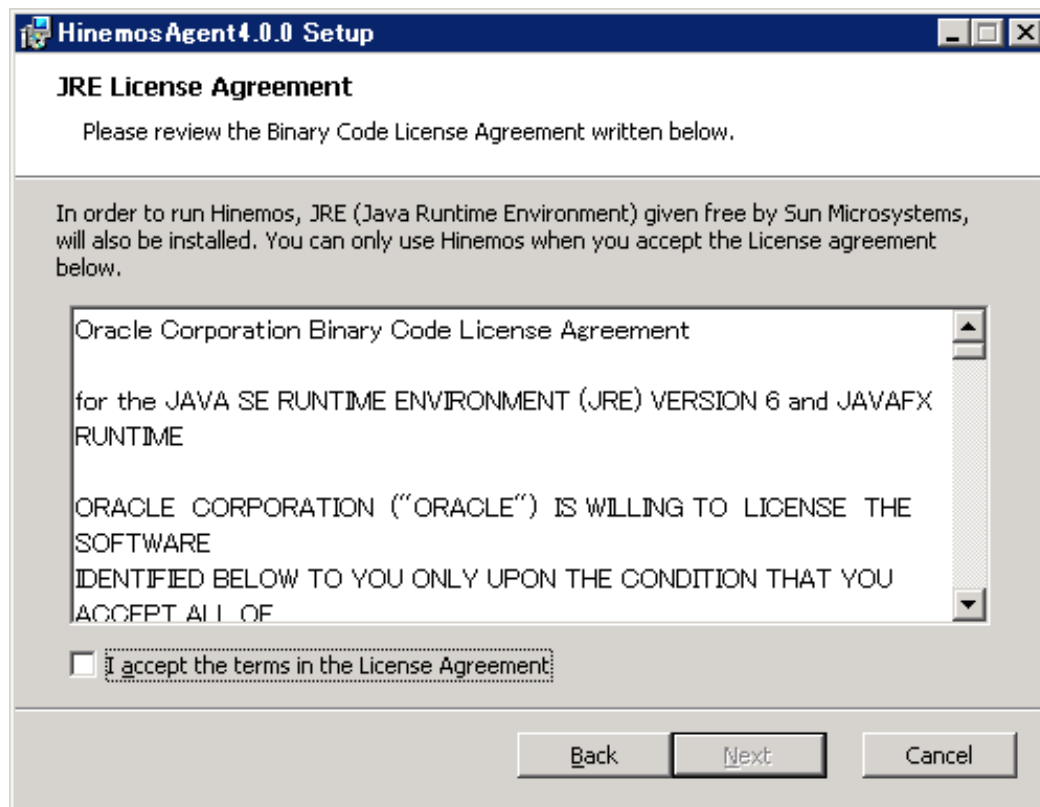 HinemosAgent4.0.0 Setup
JRE License Agreement
Please review the Binary Code License Agreement written below.
In order to run Hinemos, JRE (Java Runtime Environment) given free by Sun Microsystems,
will also be installed. You can only use Hinemos when you accept the License agreement
below.
Oracle Corporation Binary Code License Agreement
for the JAVA SE RUNTIME ENVIRONMENT (JRE) VERSION 6 and JAVAFX
RUNTIME
ORACLE CORPORATION ("ORACLE") IS WILLING TO LICENSE THE
SOFTWARE
IDENTIFIED BELOW TO YOU ONLY UPON THE CONDITION THAT YOU
ACCEPT ALL OF
I accept the terms in the License Agreement
Back Next Cancel